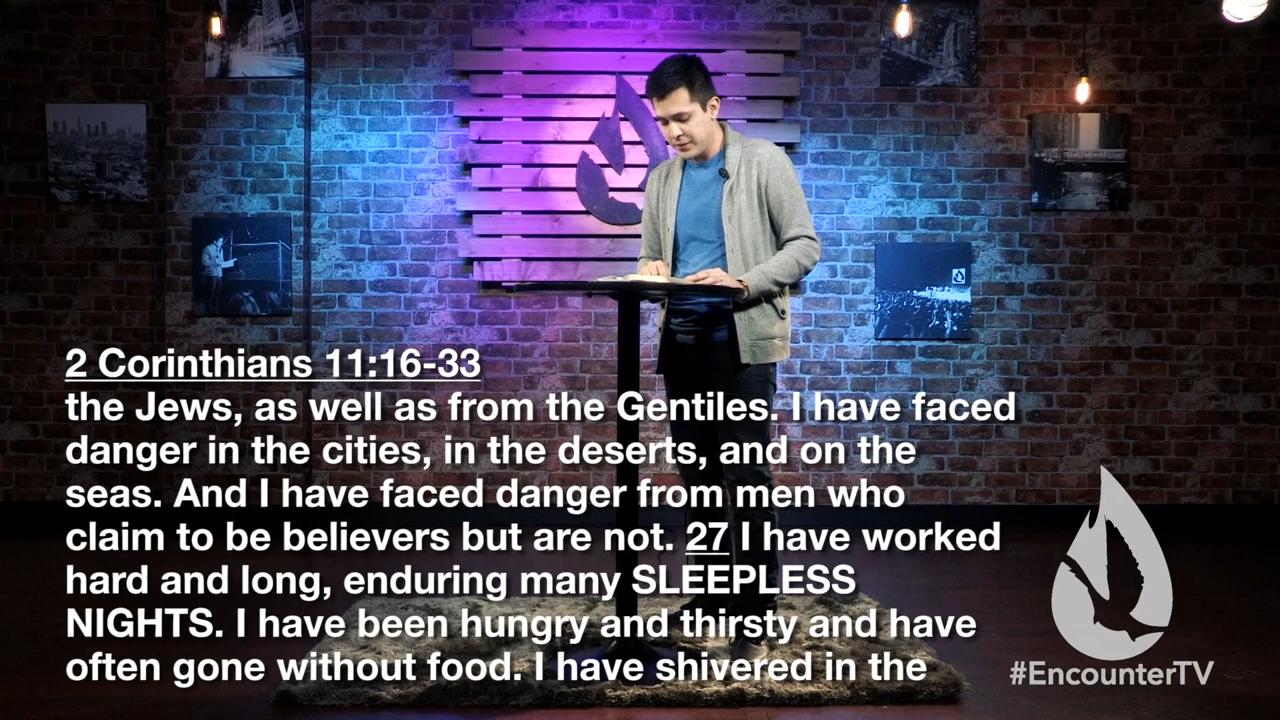 2 Corinthians 11:16-33
the Jews, as well as from the Gentiles. I have faced
danger in the cities, in the deserts, and on the
seas. And I have faced danger from men who
claim to be believers but are not. 27 I have worked
hard and long, enduring many SLEEPLESS
NIGHTS. I have been hungry and thirsty and have
often gone without food. I have shivered in the
#EncounterTV